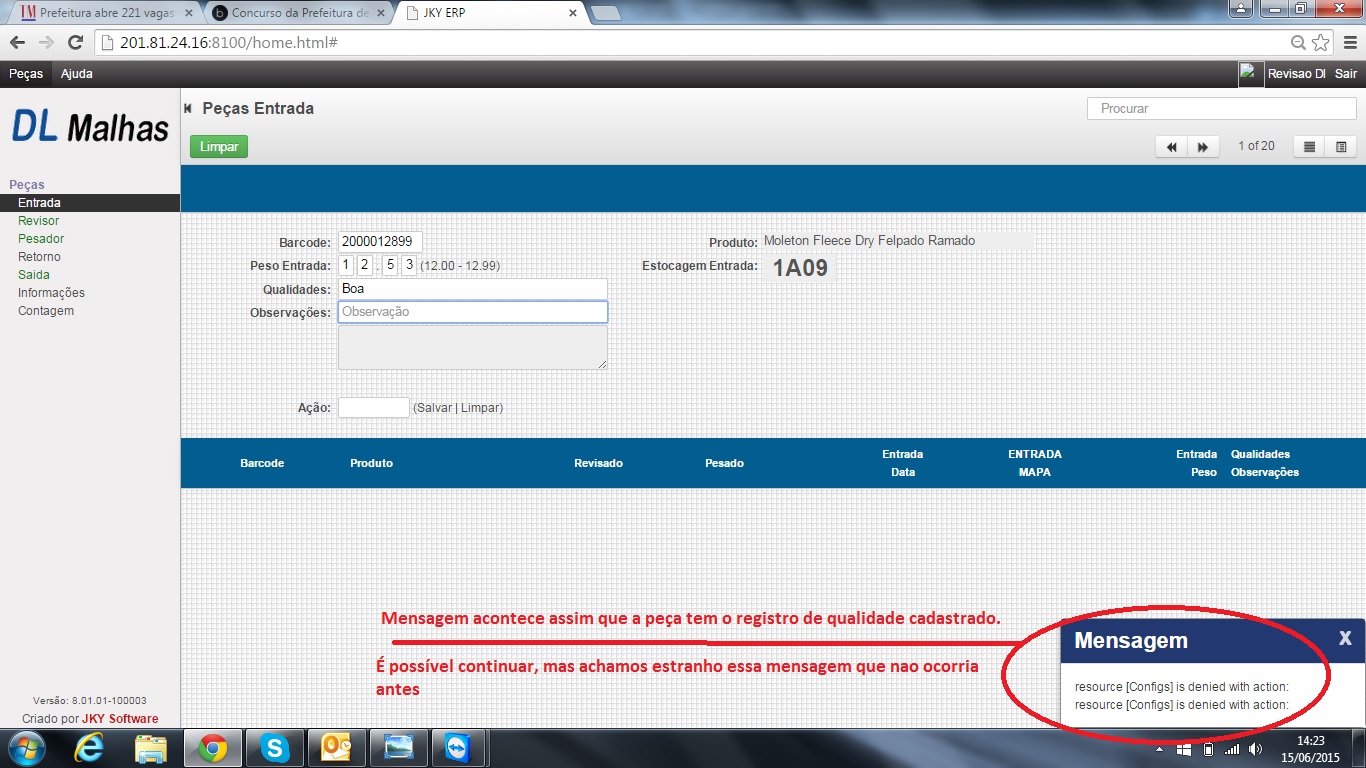 Prefeitura abre 221 vagas
Concurso da Prefeitura de
JKY ERP
201.81.24.16:8100/home.html#
Peças Ajuda
Revisao Dl Sair
DL Malhas
Peças Entrada
Procurar
Limpar
1 of 20
Peças
Entrada
Revisor
Pesador
Retorno
Saida
Informações
Contagem
Barcode: 2000012899
Produto: Moleton Fleece Dry Felpado Ramado
Peso Entrada: 1 2 . 5 3 (12.00 - 12.99)
Estocagem Entrada: 1A09
Qualidades: Boa
Observações: Observação
Ação: (Salvar | Limpar)
Barcode Produto Revisado Pesado Entrada Data ENTRADA MAPA Entrada Peso Qualidades Observações
Mensagem acontece assim que a peça tem o registro de qualidade cadastrado.
É possível continuar, mas achamos estranho essa mensagem que nao ocorria
antes
Mensagem X
resource [Configs] is denied with action:
resource [Configs] is denied with action:
Versão: 8.01.01-100003
Criado por JKY Software
14:23
15/06/2015